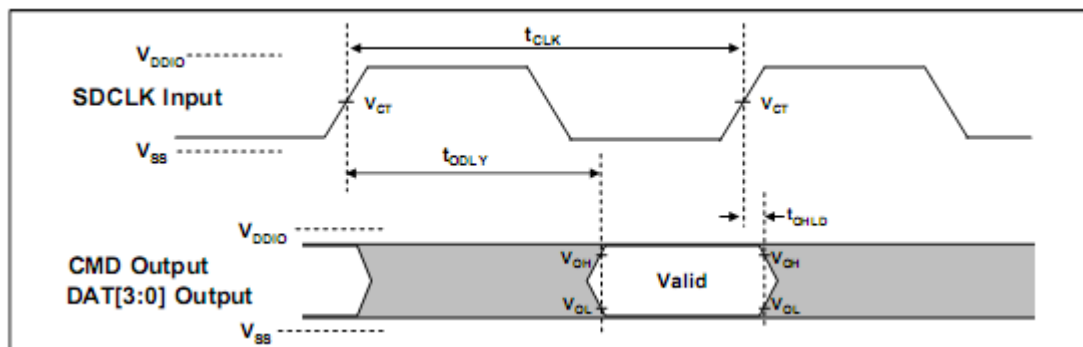 tCLK
VDDIO
SDCLK Input
VCT
VCT
VSS
tODLY
tOHLD
VDDIO
CMD Output
VOH
Valid
VOH
DAT[3:0] Output
VOL
VOL
VSS